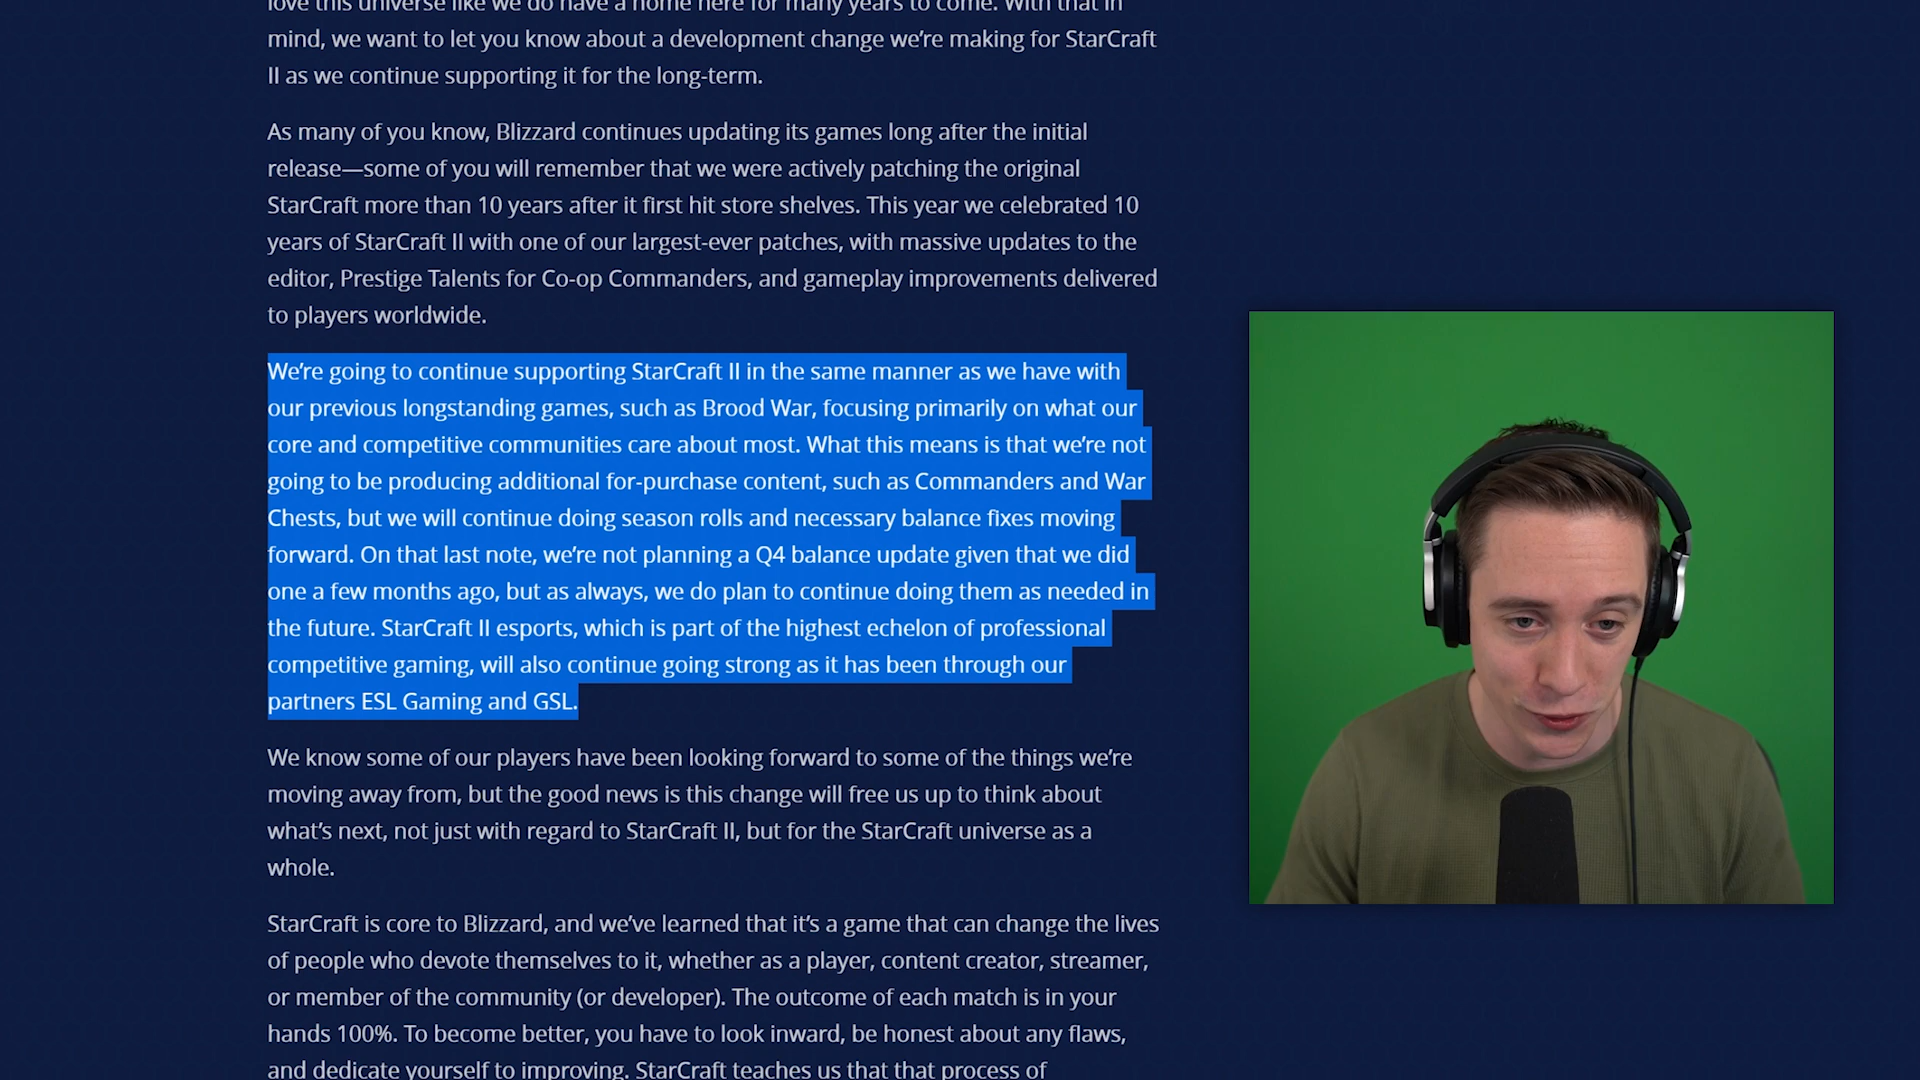 love this universe like we do have a home here for many years to come. With that in
mind, we want to let you know about a development change we’re making for StarCraft
II as we continue supporting it for the long-term.
As many of you know, Blizzard continues updating its games long after the initial
release—some of you will remember that we were actively patching the original
StarCraft more than 10 years after it first hit store shelves. This year we celebrated 10
years of StarCraft II with one of our largest-ever patches, with massive updates to the
editor, Prestige Talents for Co-op Commanders, and gameplay improvements delivered
to players worldwide.
We’re going to continue supporting StarCraft II in the same manner as we have with
our previous longstanding games, such as Brood War, focusing primarily on what our
core and competitive communities care about most. What this means is that we’re not
going to be producing additional for-purchase content, such as Commanders and War
Chests, but we will continue doing season rolls and necessary balance fixes moving
forward. On that last note, we’re not planning a Q4 balance update given that we did
one a few months ago, but as always, we do plan to continue doing them as needed in
the future. StarCraft II esports, which is part of the highest echelon of professional
competitive gaming, will also continue going strong as it has been through our
partners ESL Gaming and GSL.
We know some of our players have been looking forward to some of the things we’re
moving away from, but the good news is this change will free us up to think about
what’s next, not just with regard to StarCraft II, but for the StarCraft universe as a
whole.
StarCraft is core to Blizzard, and we’ve learned that it’s a game that can change the lives
of people who devote themselves to it, whether as a player, content creator, streamer,
or member of the community (or developer). The outcome of each match is in your
hands 100%. To become better, you have to look inward, be honest about any flaws,
and dedicate yourself to improving. StarCraft teaches us that that process of